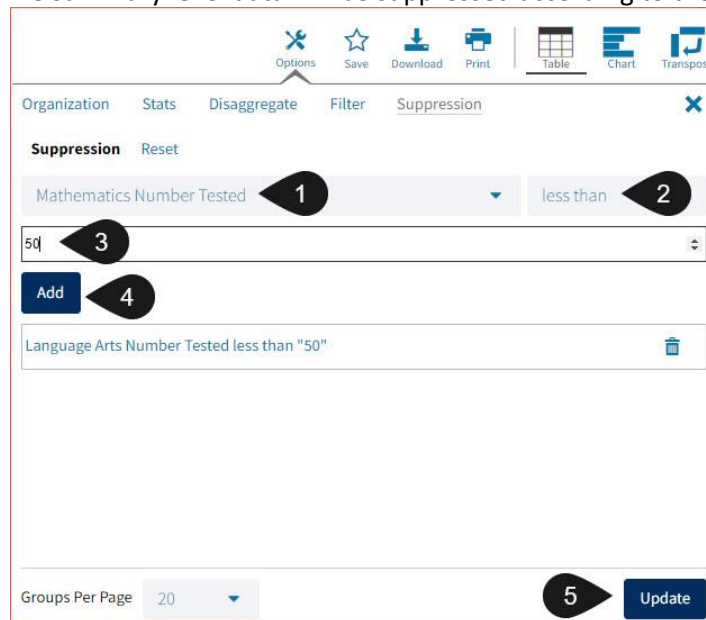 Options Save Download Print Table Chart
Organization Stats Disaggregate Filter Suppression
Suppression Reset
Mathematics Number Tested 1 less than 2
50 3
Add 4
Language Arts Number Tested less than "50"
Groups Per Page 20 5 Update